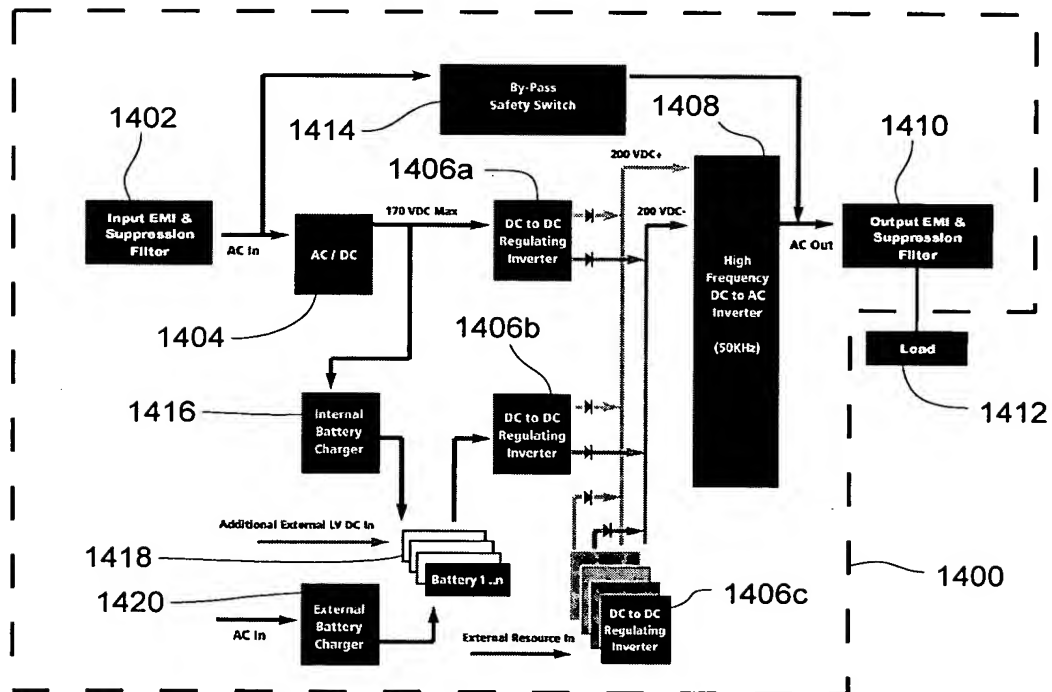 By-Pass
Safety Switch
1402
1414
1408
1410
1406a
200 VDC+
Input EMI &
Suppression
Filter
AC In
170 VDC Max
AC / DC
DC to DC
Regulating
Inverter
200 VDC-
High
Frequency
DC to AC
Inverter
(50KHz)
AC Out
Output EMI &
Suppression
Filter
1404
1406b
Load
1412
1416
Internal
Battery
Charger
DC to DC
Regulating
Inverter
Additional External LV DC In
1418
Battery 1..n
1420
External
Battery
Charger
AC In
External Resource In
DC to DC
Regulating
Inverter
1406c
1400